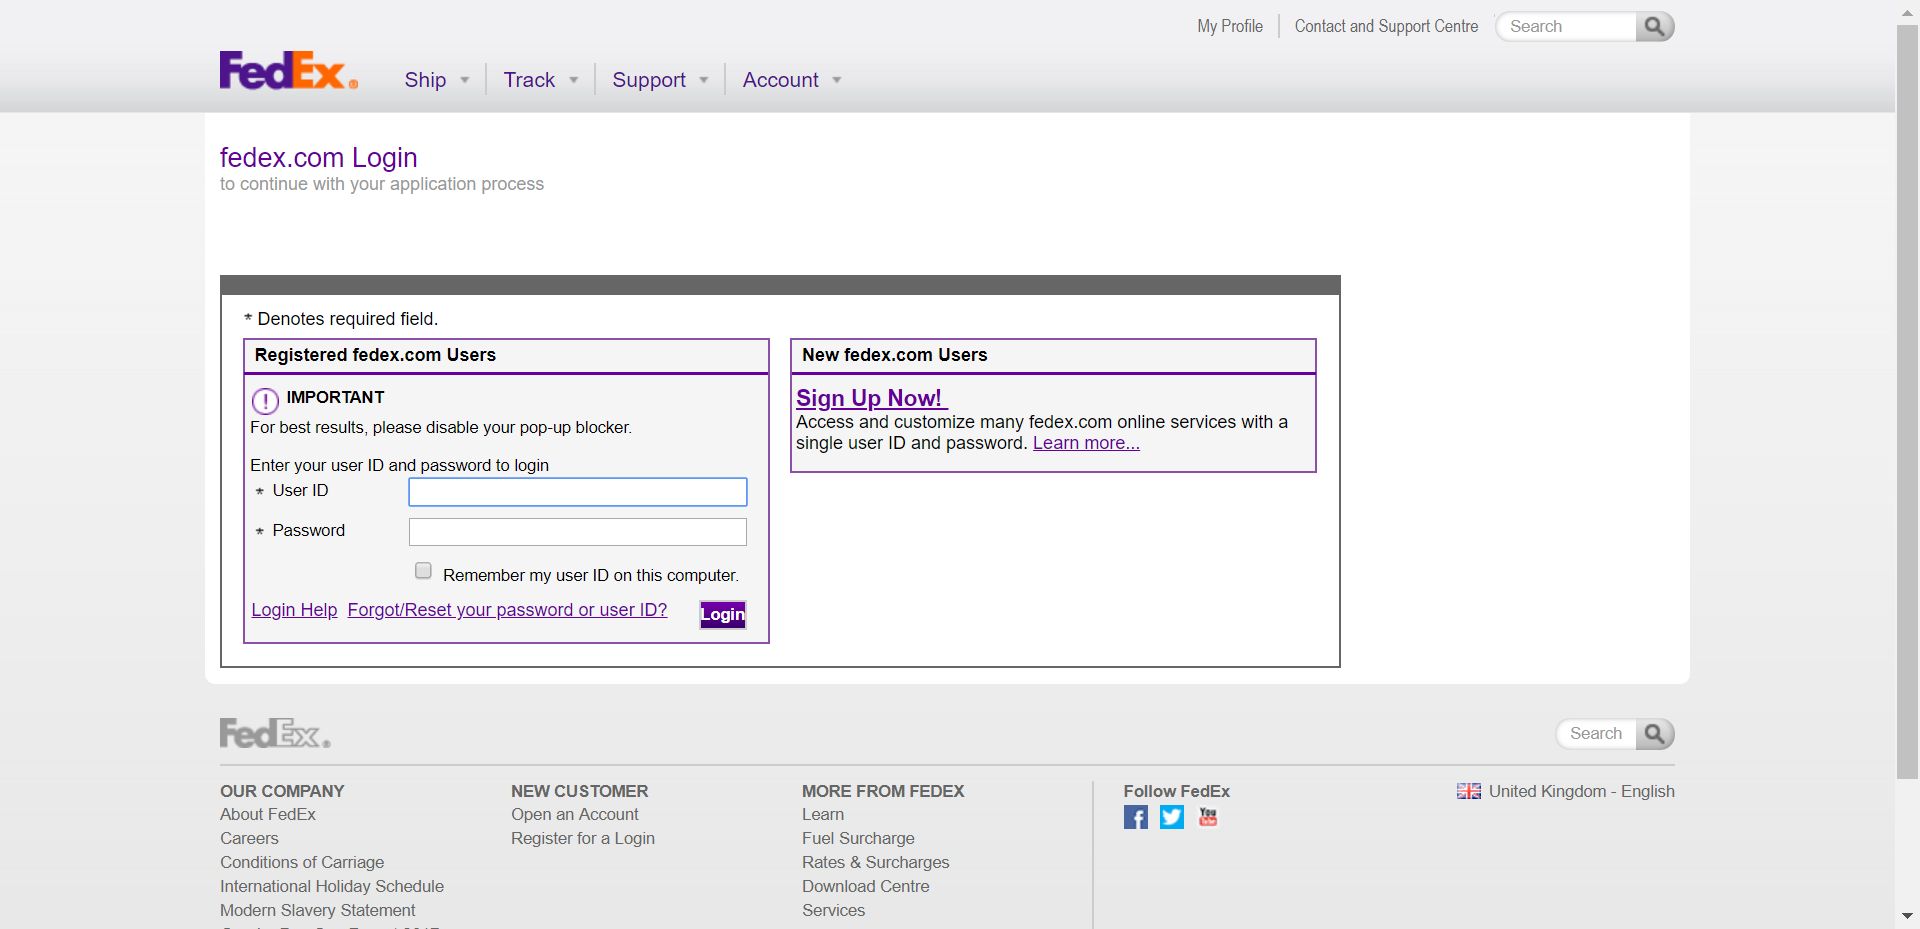 My Profile
Contact and Support Centre
Search
FedEx®
Ship
Track
Support
Account
fedex.com Login
to continue with your application process
* Denotes required field.
Registered fedex.com Users
! IMPORTANT
For best results, please disable your pop-up blocker.
Enter your user ID and password to login
* User ID
* Password
Remember my user ID on this computer.
Login Help Forgot/Reset your password or user ID?
Login
New fedex.com Users
Sign Up Now!
Access and customize many fedex.com online services with a
single user ID and password. Learn more...
FedEx®
Search
OUR COMPANY
About FedEx
Careers
Conditions of Carriage
International Holiday Schedule
Modern Slavery Statement
NEW CUSTOMER
Open an Account
Register for a Login
MORE FROM FEDEX
Learn
Fuel Surcharge
Rates & Surcharges
Download Centre
Services
Follow FedEx
f
You
Tube
United Kingdom - English